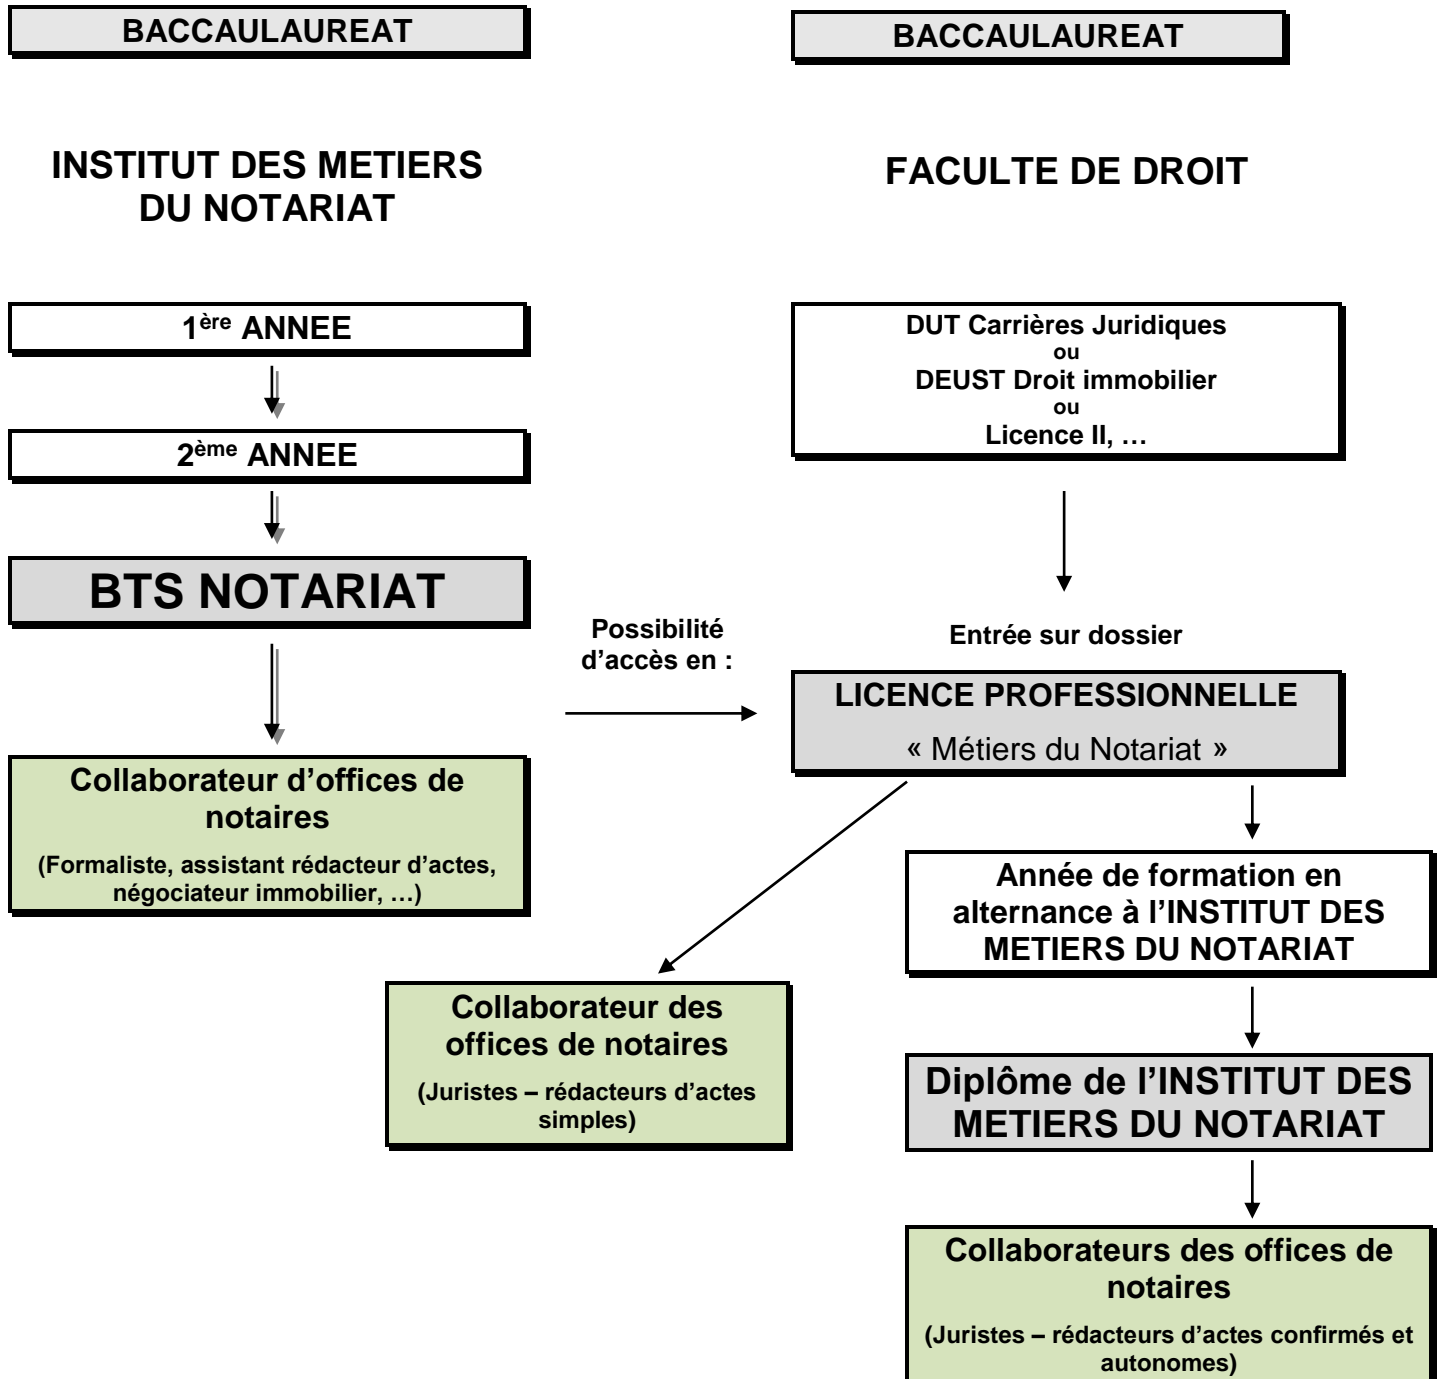 BACCAULAUREAT
INSTITUT DES METIERS
DU NOTARIAT
1ère ANNEE
2ème ANNEE
BTS NOTARIAT
Collaborateur d’offices de
notaires
(Formaliste, assistant rédacteur d’actes,
négociateur immobilier, …)
BACCAULAUREAT
FACULTE DE DROIT
DUT Carrières Juridiques
ou
DEUST Droit immobilier
ou
Licence II, …
Possibilité
d’accès en :
Entrée sur dossier
LICENCE PROFESSIONNELLE
« Métiers du Notariat »
Collaborateur des
offices de notaires
(Juristes – rédacteurs d’actes
simples)
Année de formation en
alternance à l’INSTITUT DES
METIERS DU NOTARIAT
Diplôme de l’INSTITUT DES
METIERS DU NOTARIAT
Collaborateurs des offices de
notaires
(Juristes – rédacteurs d’actes confirmés et
autonomes)